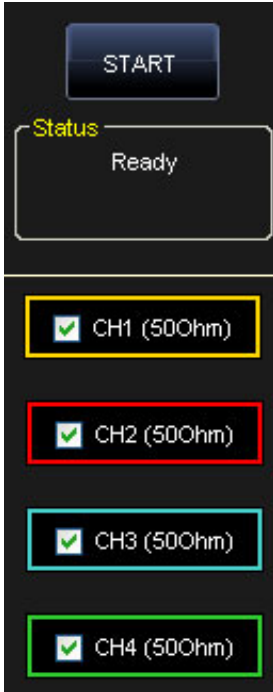 START
Status
Ready
CH1 (50Ohm)
CH2 (50Ohm)
CH3 (50Ohm)
CH4 (50Ohm)